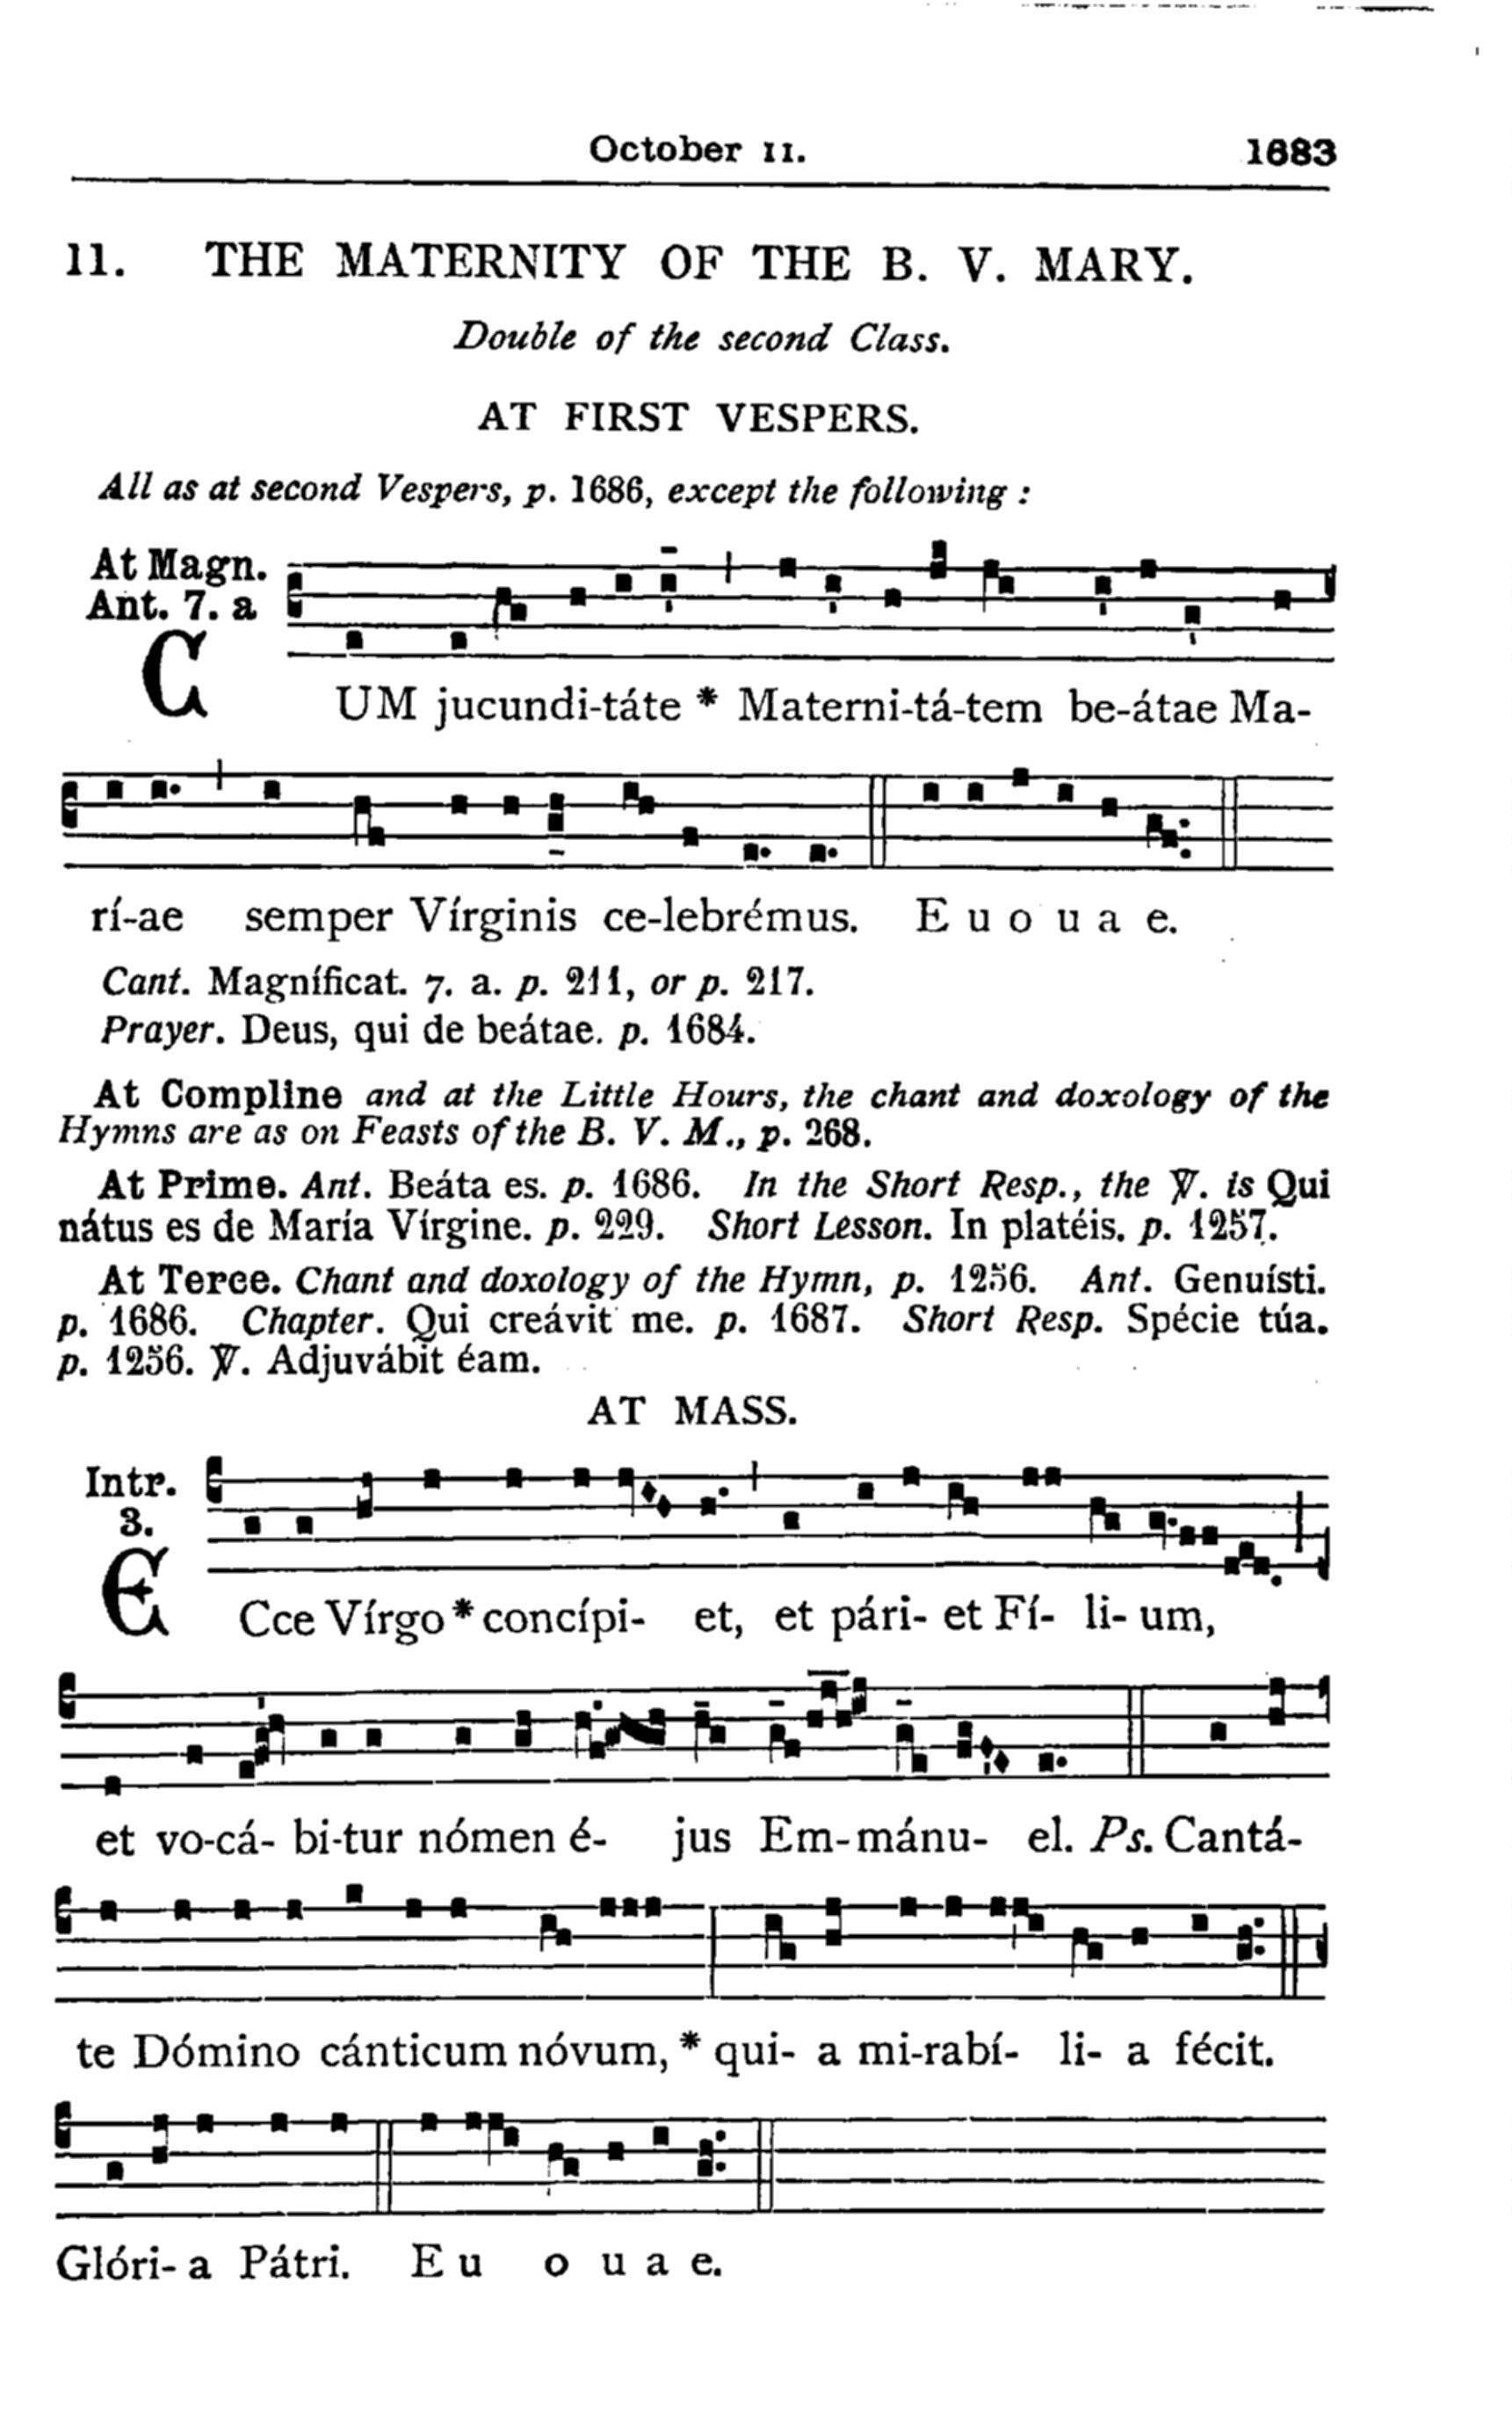 October 11. 1683
11. THE MATERNITY OF THE B. V. MARY.
Double of the second Class.
AT FIRST VESPERS.
All as at second Vespers, p. 1686, except the following :
At Magn.
Ant. 7. a
CUM jucundi-táte * Materni-tá-tem be-átae Ma-
rí-ae semper Vírginis ce-lebrémus. E u o u a e.
Cant. Magníficat. 7. a. p. 211, or p. 217.
Prayer. Deus, qui de beátae. p. 1684.
At Compline and at the Little Hours, the chant and doxology of the
Hymns are as on Feasts of the B. V. M., p. 268.
At Prime. Ant. Beáta es. p. 1686. In the Short Resp., the ℣. is Qui
nátus es de María Vírgine. p. 229. Short Lesson. In platéis. p. 1257.
At Terce. Chant and doxology of the Hymn, p. 1256. Ant. Genuísti.
p. 1686. Chapter. Qui creávit me. p. 1687. Short Resp. Spécie túa.
p. 1256. ℣. Adjuvábit éam.
AT MASS.
Intr.
3.
ECce Vírgo * concípi- et, et pári- et Fí- li- um,
et vo-cá- bi-tur nómen é- jus Em-mánu- el. Ps. Cantá-
te Dómino cánticum nóvum, * qui- a mi-rabí- li- a fécit.
Glóri- a Pátri. E u o u a e.